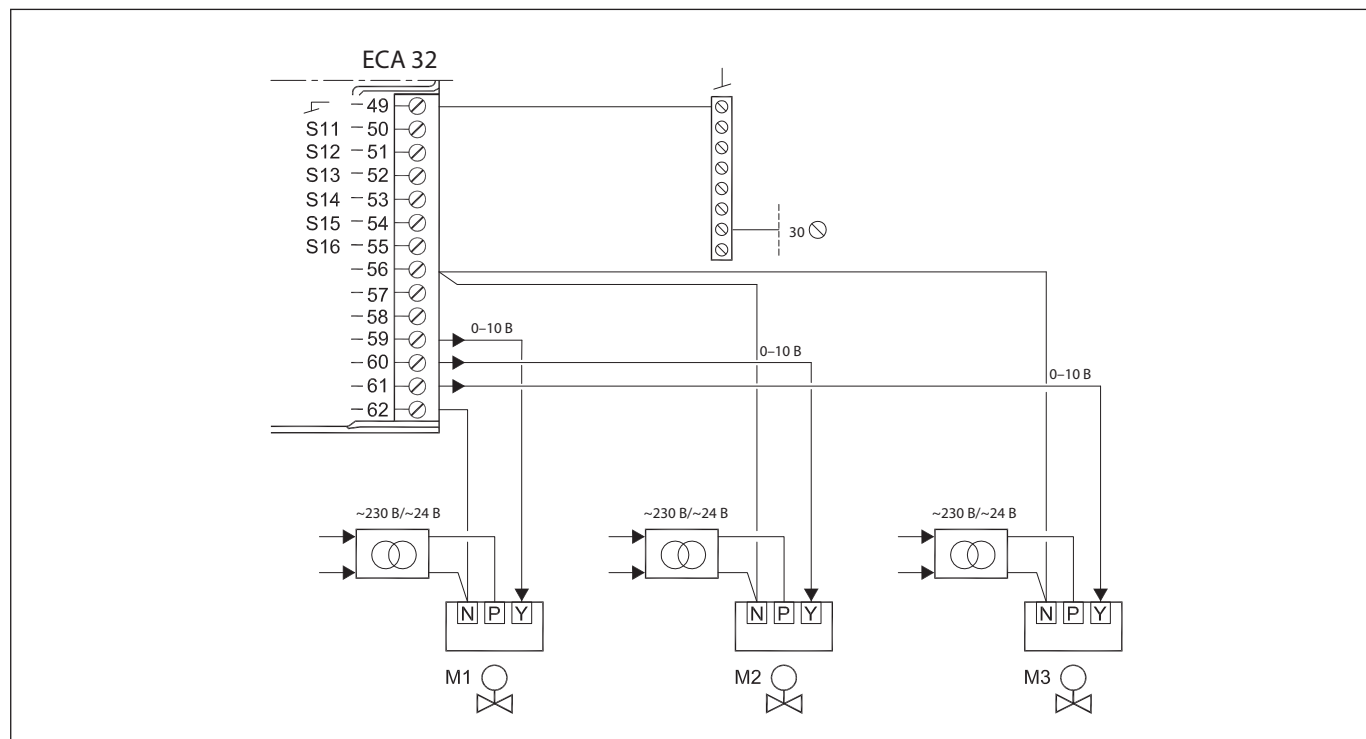 ECA 32
49
S11 50
S12 51
S13 52
S14 53
S15 54
S16 55
56
57
58
59
60
61
62
30
0–10 В
0–10 В
0–10 В
~230 В/~24 В
~230 В/~24 В
~230 В/~24 В
N P Y
N P Y
N P Y
M1
M2
M3